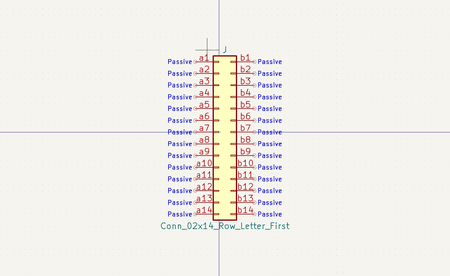 J
Passive a1 b1 Passive
Passive a2 b2 Passive
Passive a3 b3 Passive
Passive a4 b4 Passive
Passive a5 b5 Passive
Passive a6 b6 Passive
Passive a7 b7 Passive
Passive a8 b8 Passive
Passive a9 b9 Passive
Passive a10 b10 Passive
Passive a11 b11 Passive
Passive a12 b12 Passive
Passive a13 b13 Passive
Passive a14 b14 Passive
Conn_02x14_Row_Letter_First